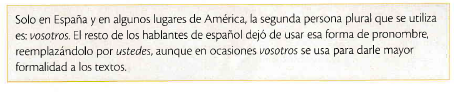 Solo en España y en algunos lugares de América, la segunda persona plural que se utiliza
es: vosotros. El resto de los hablantes de español dejó de usar esa forma de pronombre,
reemplazándolo por ustedes, aunque en ocasiones vosotros se usa para darle mayor
formalidad a los textos.